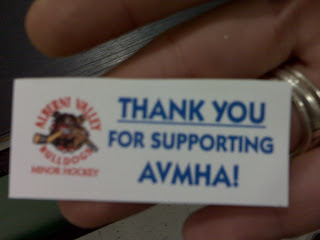 ALBERNI VALLEY
BULLDOGS
MINOR HOCKEY
THANK YOU
FOR SUPPORTING
AVMHA!